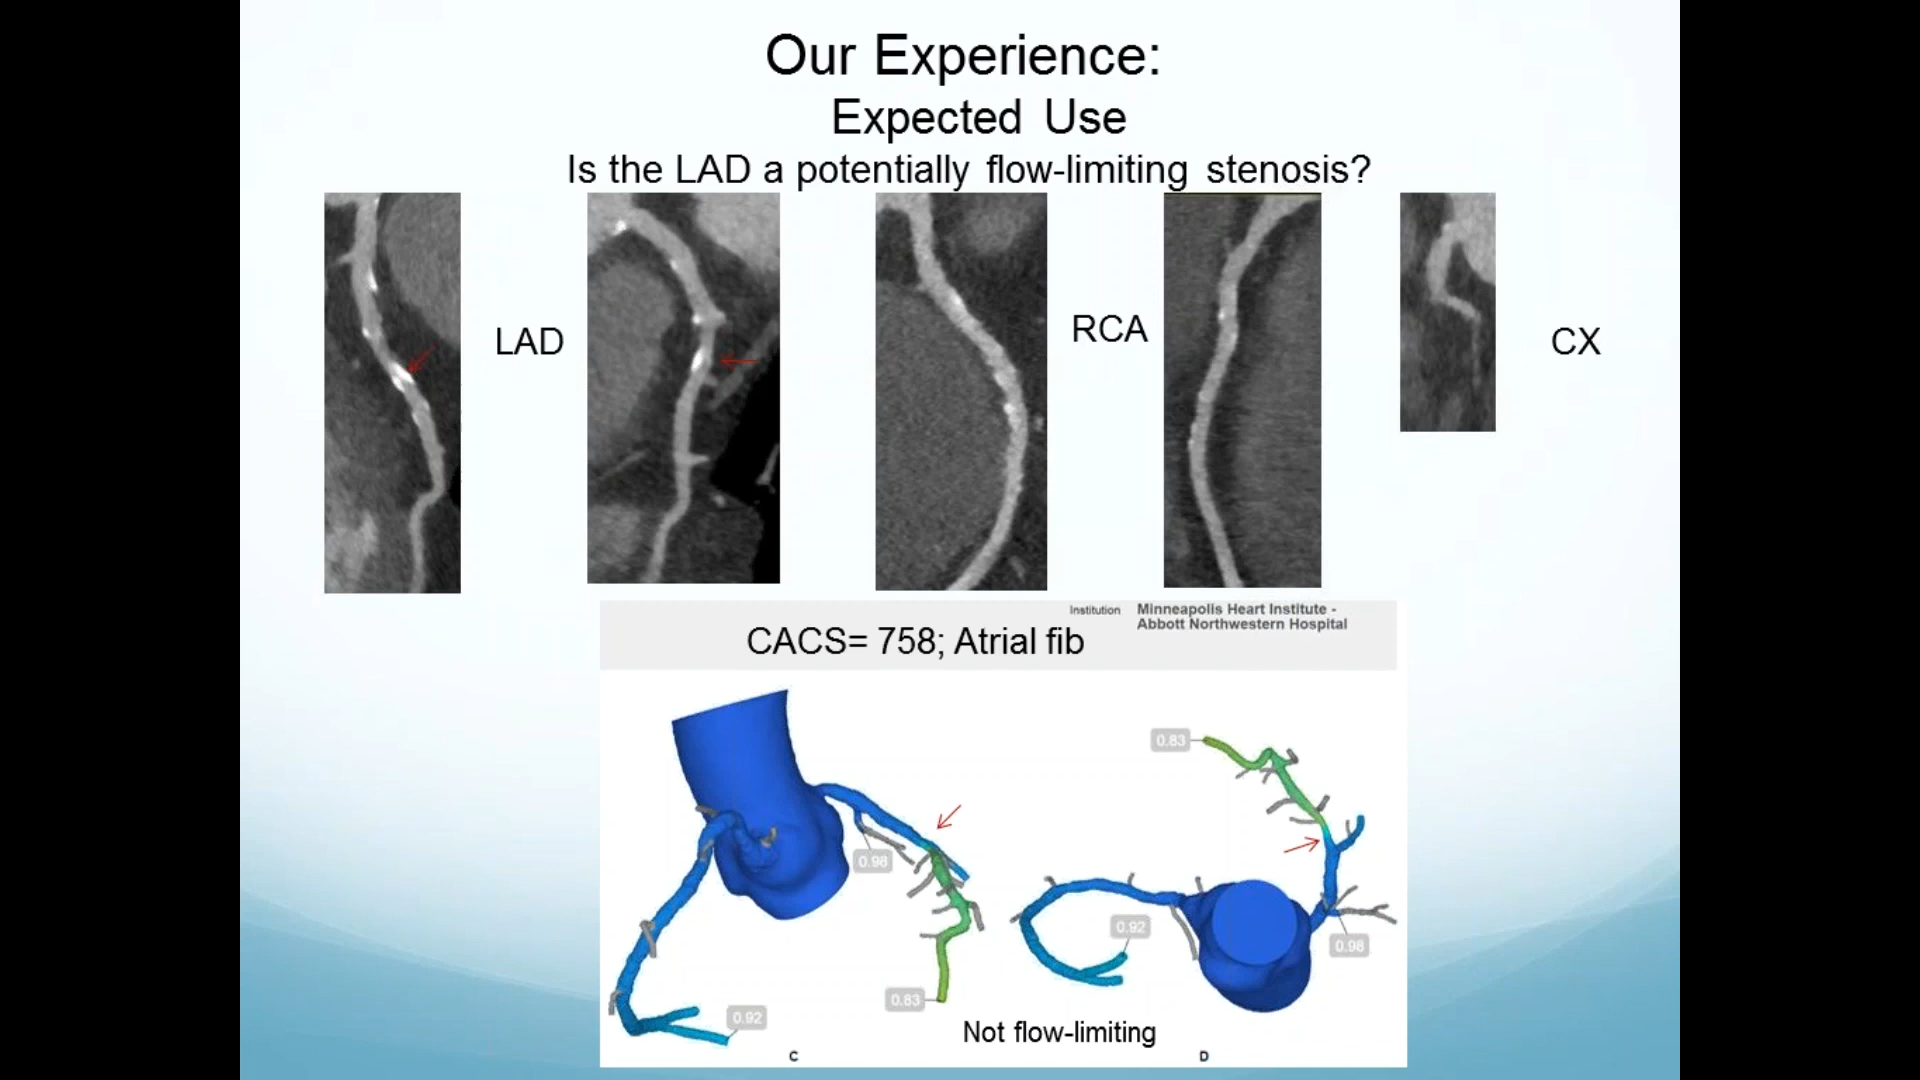 Our Experience:
Expected Use
Is the LAD a potentially flow-limiting stenosis?
LAD
RCA
CX
Institution Minneapolis Heart Institute -
Abbott Northwestern Hospital
CACS= 758; Atrial fib
0.83
0.98
0.92
0.98
0.83
0.92
Not flow-limiting
C
D